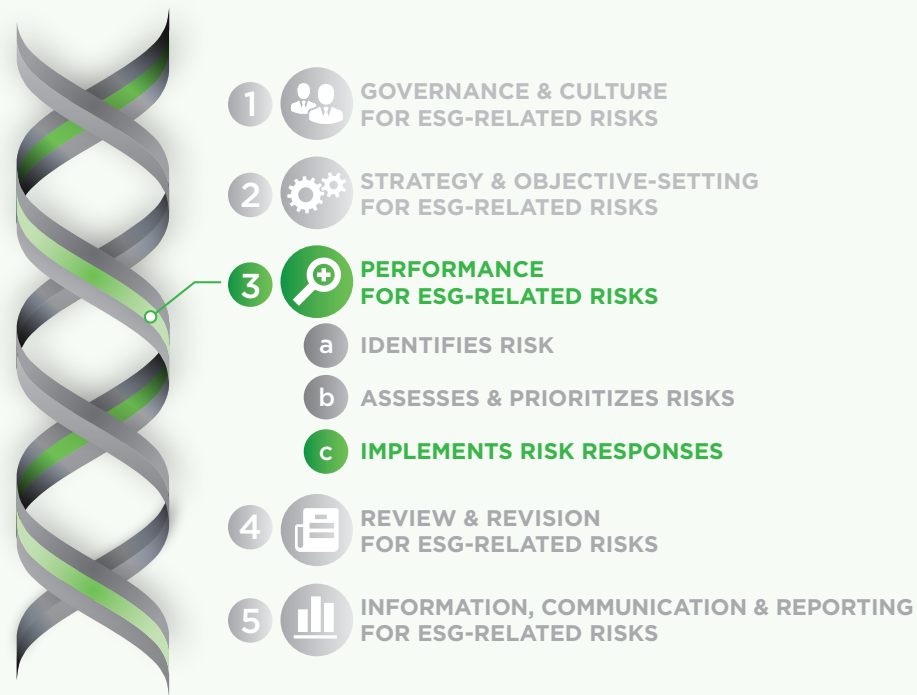 1
GOVERNANCE & CULTURE
FOR ESG-RELATED RISKS
2
STRATEGY & OBJECTIVE-SETTING
FOR ESG-RELATED RISKS
3
PERFORMANCE
FOR ESG-RELATED RISKS
a IDENTIFIES RISK
b ASSESSES & PRIORITIZES RISKS
c IMPLEMENTS RISK RESPONSES
4
REVIEW & REVISION
FOR ESG-RELATED RISKS
5
INFORMATION, COMMUNICATION & REPORTING
FOR ESG-RELATED RISKS